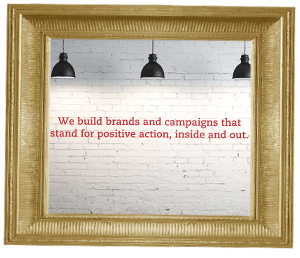 We build brands and campaigns that
stand for positive action, inside and out.